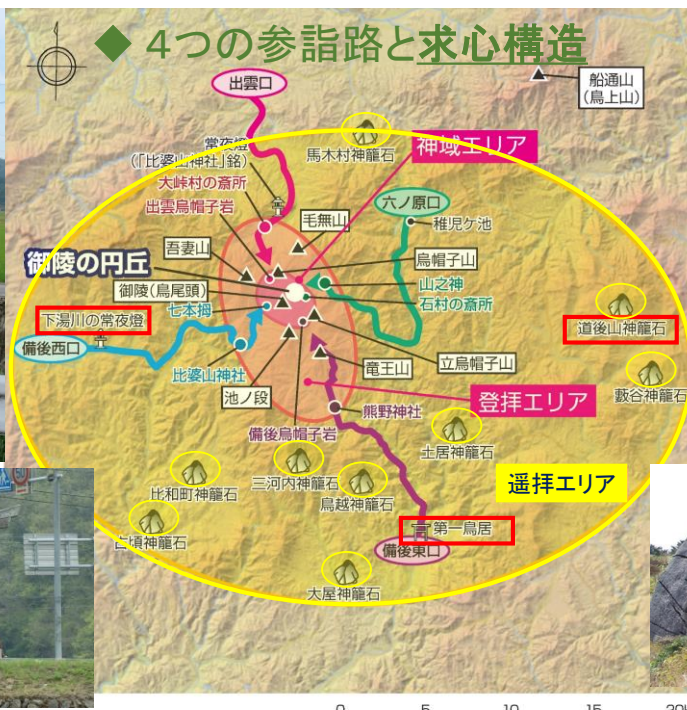 ◆ 4つの参詣路と求心構造
出雲口
船通山
(鳥上山)
常夜燈
(「比婆山神社」銘)
馬木村神籠石
神域エリア
大峠村の斎所
出雲烏帽子岩
毛無山
六ノ原口
稚児ケ池
吾妻山
烏帽子山
御陵の円丘
山之神
御陵(烏尾頭)
石村の斎所
七本拇
下湯川の常夜燈
道後山神籠石
備後西口
立烏帽子山
比婆山神社
竜王山
池ノ段
藪谷神籠石
登拝エリア
熊野神社
備後烏帽子岩
土居神籠石
三河内神籠石
比和町神籠石
遥拝エリア
烏越神籠石
古頃神籠石
第一鳥居
備後東口
大屋神籠石
0 5 10 15